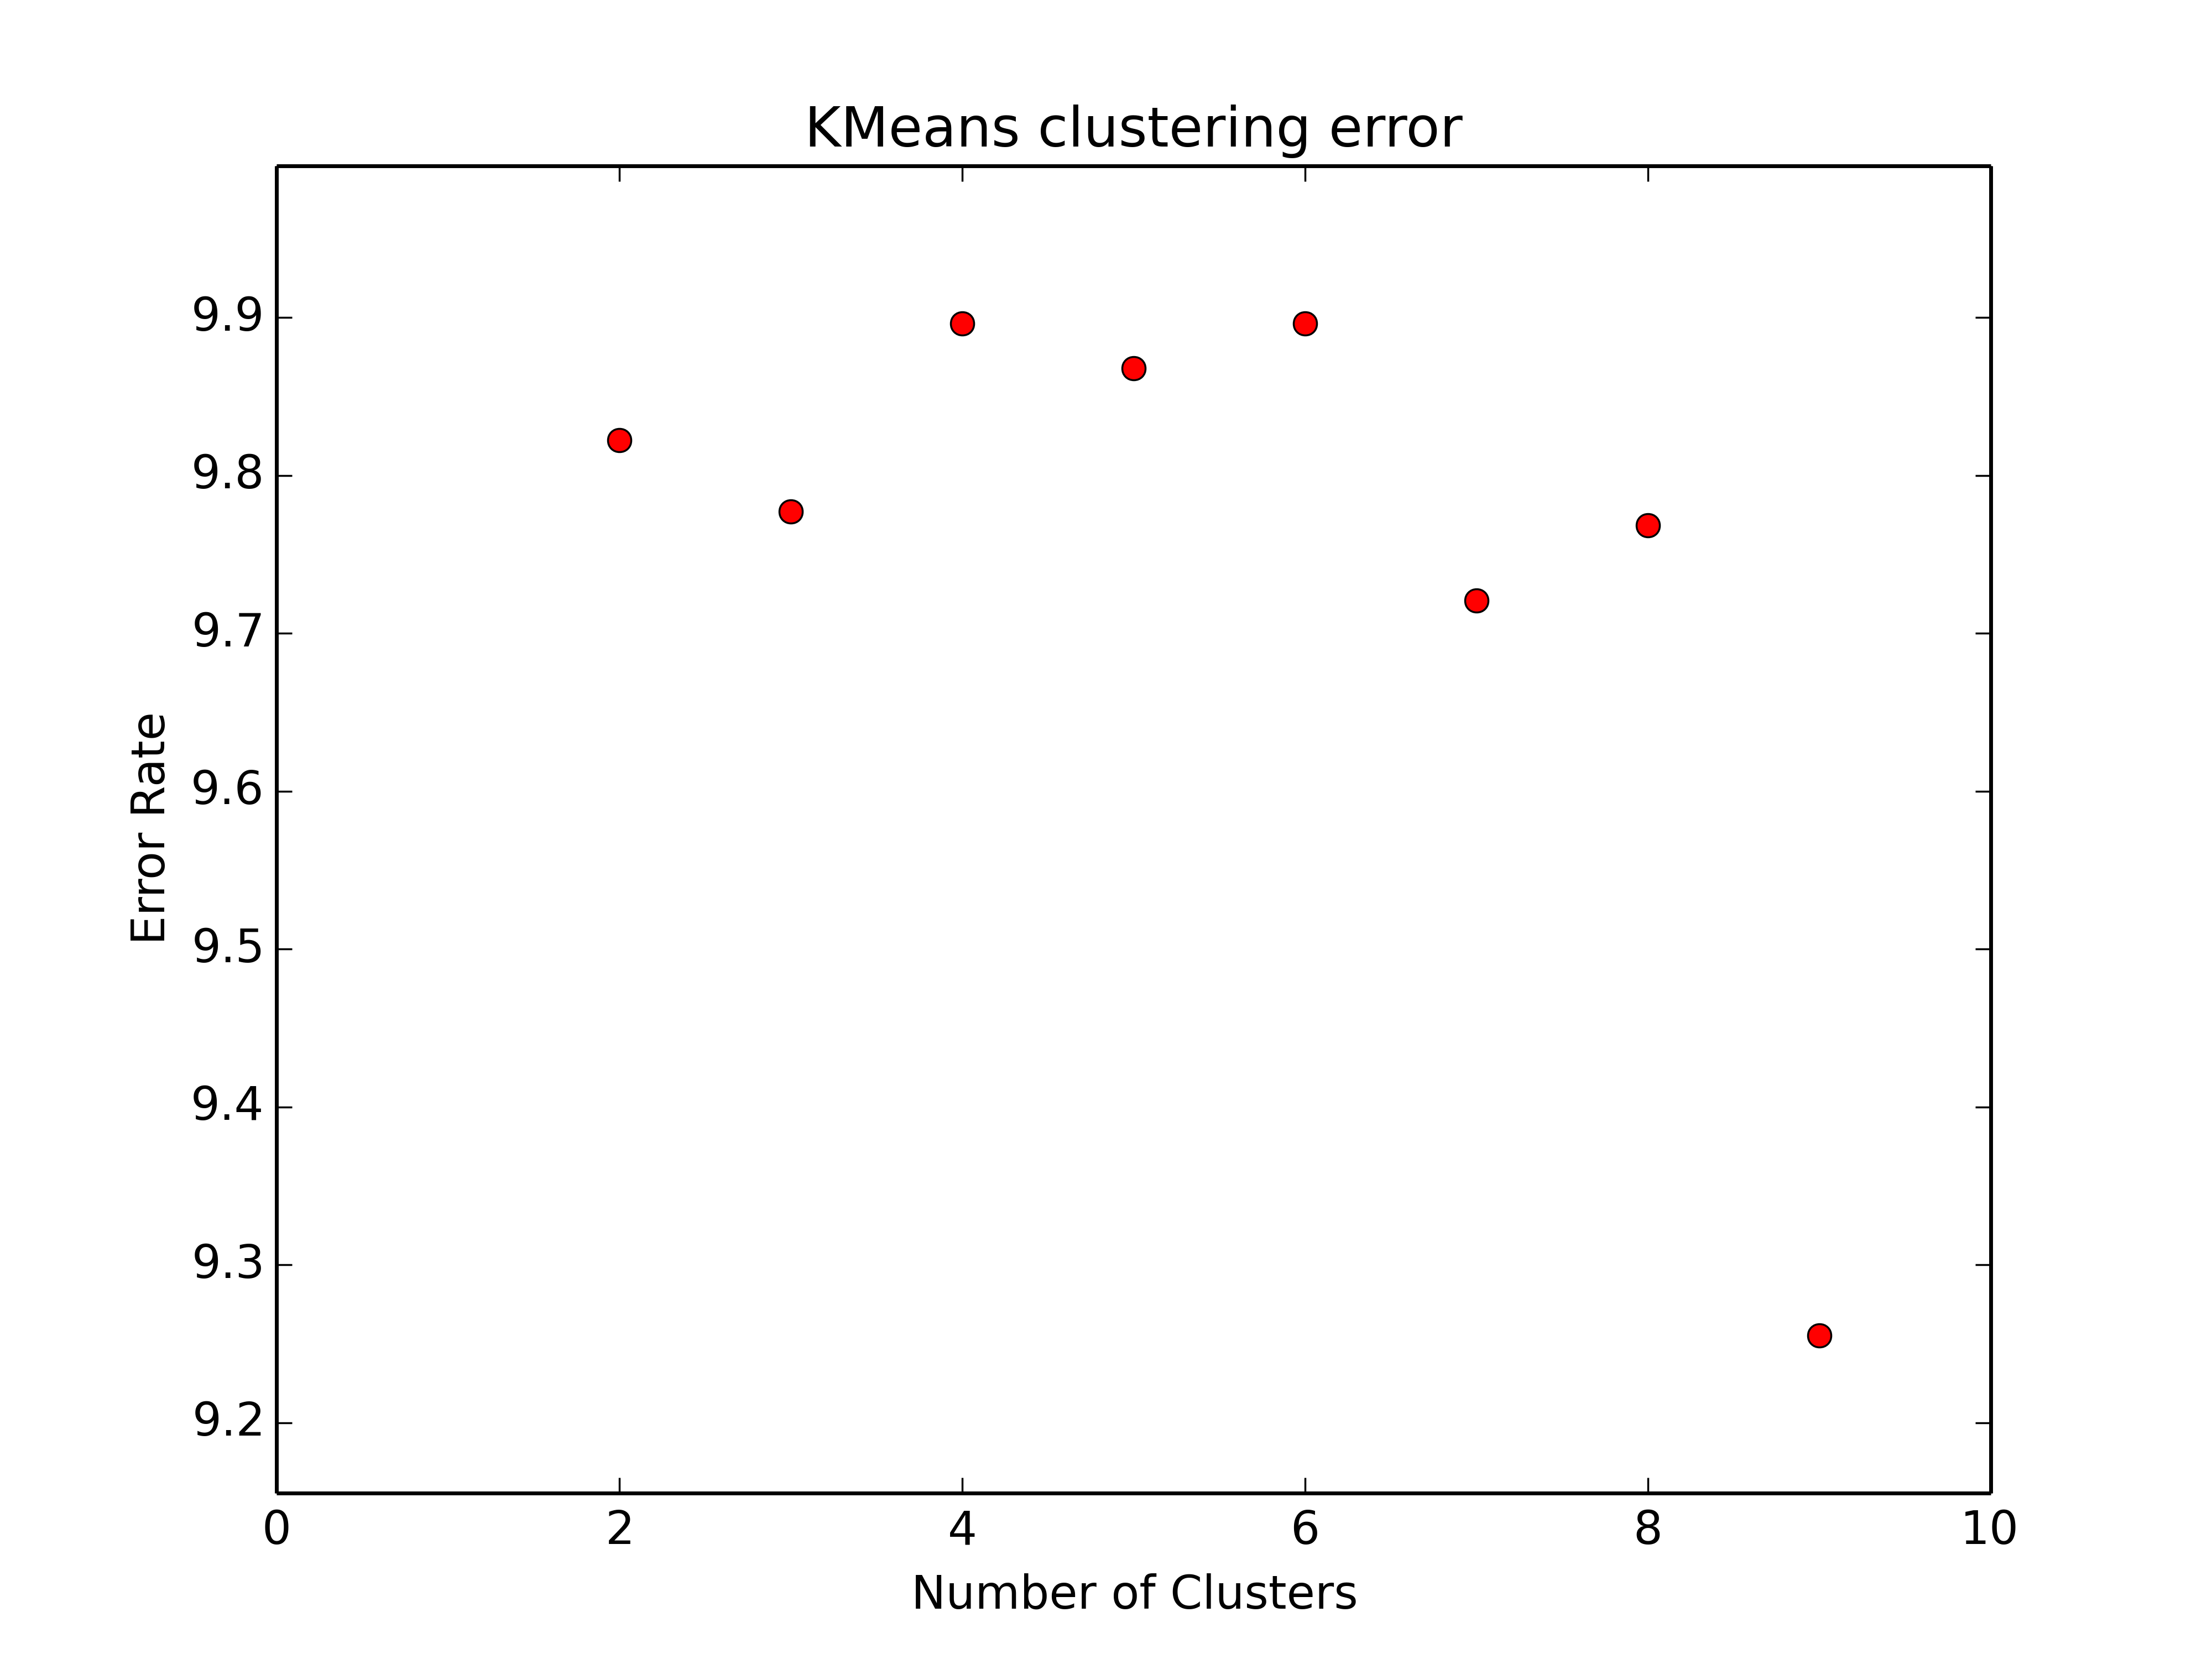 KMeans clustering error
9.9
9.8
9.7
9.6
9.5
9.4
9.3
9.2
Error Rate
0 2 4 6 8 10
Number of Clusters